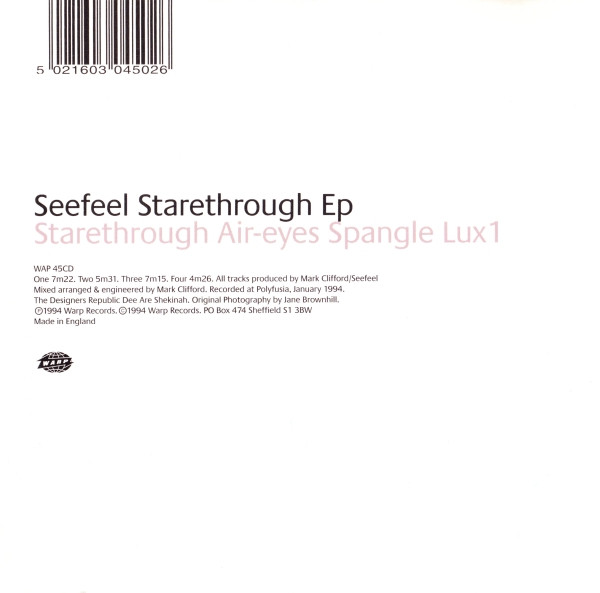 5 021603 045026
Seefeel Starethrough Ep
Starethrough Air-eyes Spangle Lux1
WAP 45CD
One 7m22. Two 5m31. Three 7m15. Four 4m26. All tracks produced by Mark Clifford/Seefeel
Mixed arranged & engineered by Mark Clifford. Recorded at Polyfusia, January 1994.
The Designers Republic Dee Are Shekinah. Original Photography by Jane Brownhill.
℗1994 Warp Records. ©1994 Warp Records. PO Box 474 Sheffield S1 3BW
Made in England
warp